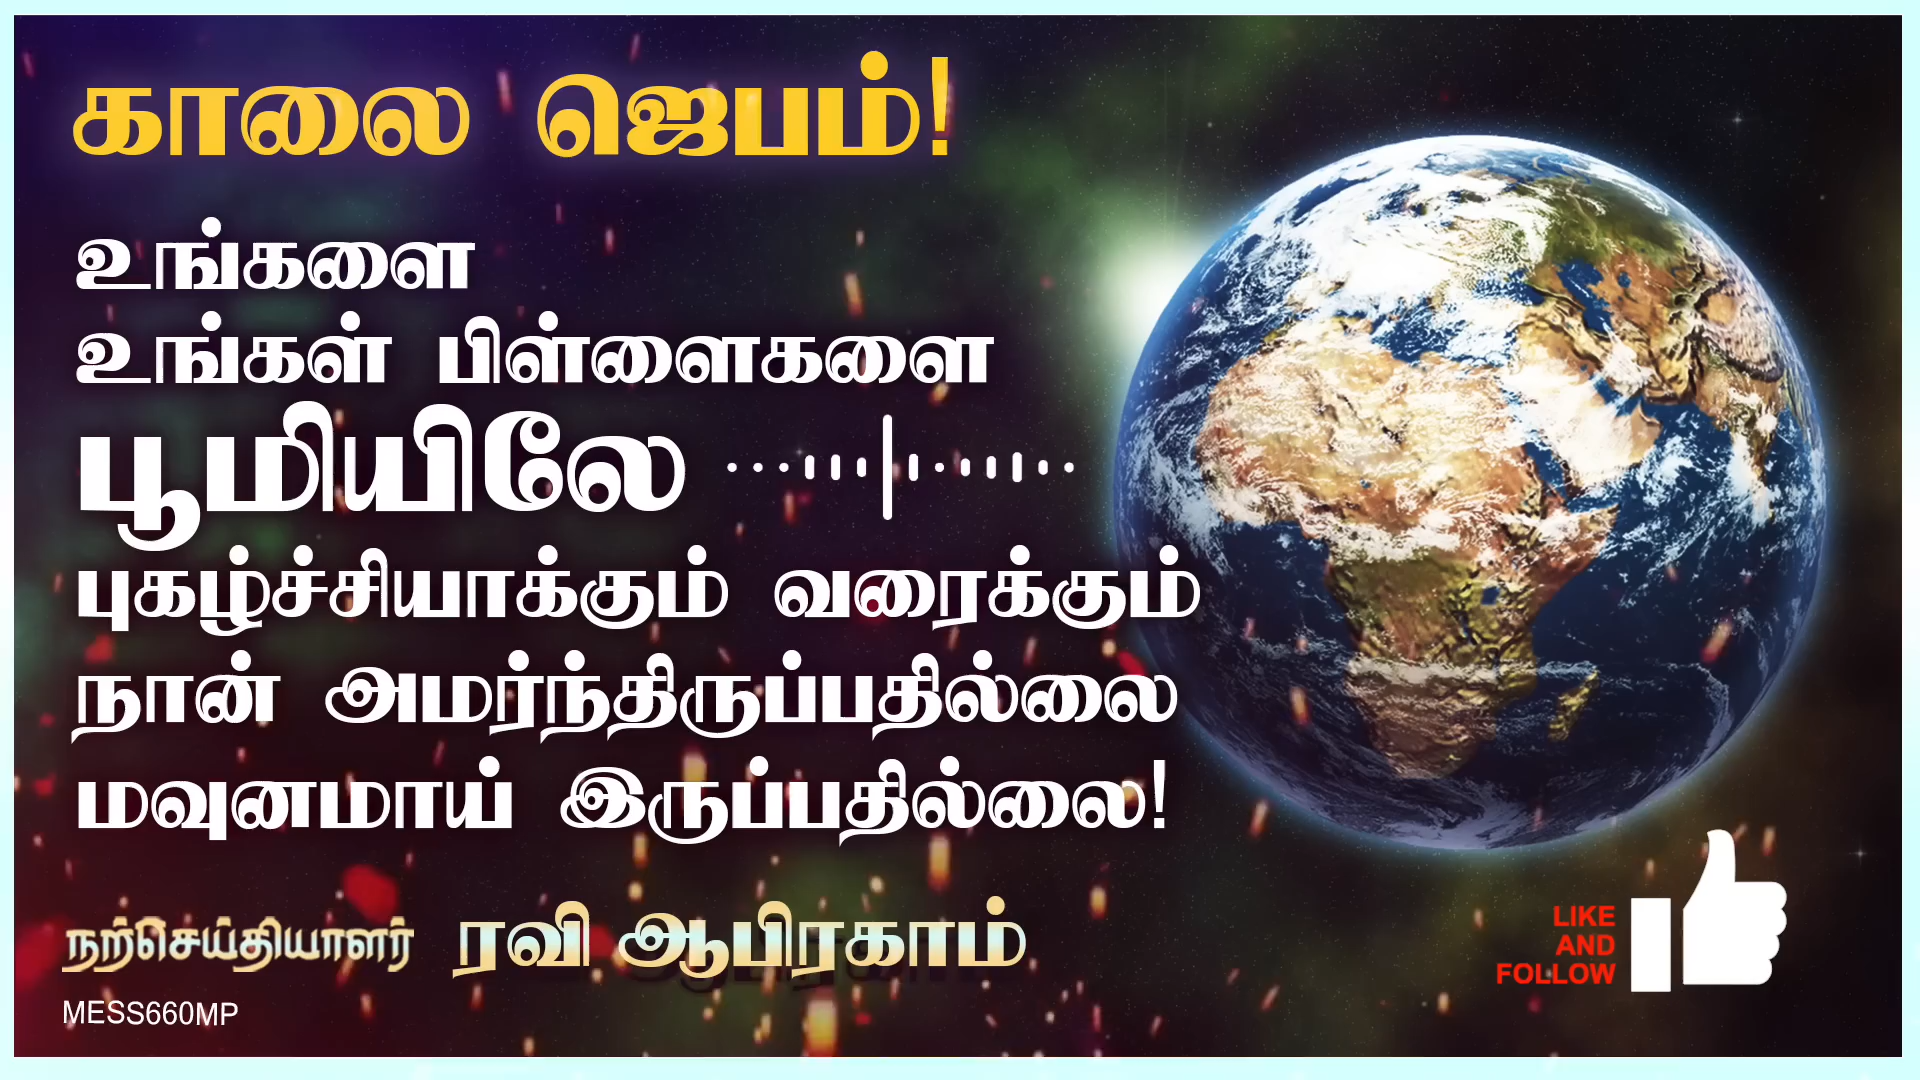 காலை ஜெபம்!
உங்களை
உங்கள் பிள்ளைகளை
பூமியிலே
புகழ்ச்சியாக்கும் வரைக்கும்
நான் அமர்ந்திருப்பதில்லை
மவுனமாய் இருப்பதில்லை!
நற்செய்தியாளர் ரவி ஆபிரகாம்
MESS660MP
LIKE
AND
FOLLOW